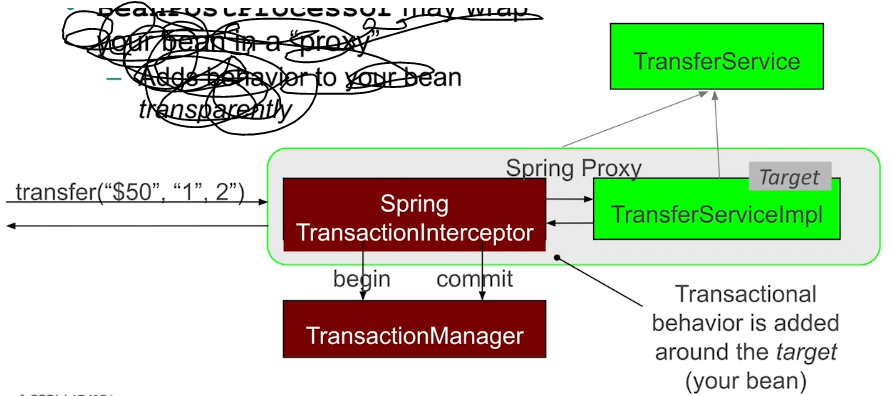 BeanPostProcessor may wrap
your bean in a “proxy”
– Adds behavior to your bean
transparently
TransferService
Spring Proxy
Target
transfer(“$50”, “1”, 2”)
Spring
TransactionInterceptor
TransferServiceImpl
begin
commit
TransactionManager
Transactional
behavior is added
around the target
(your bean)